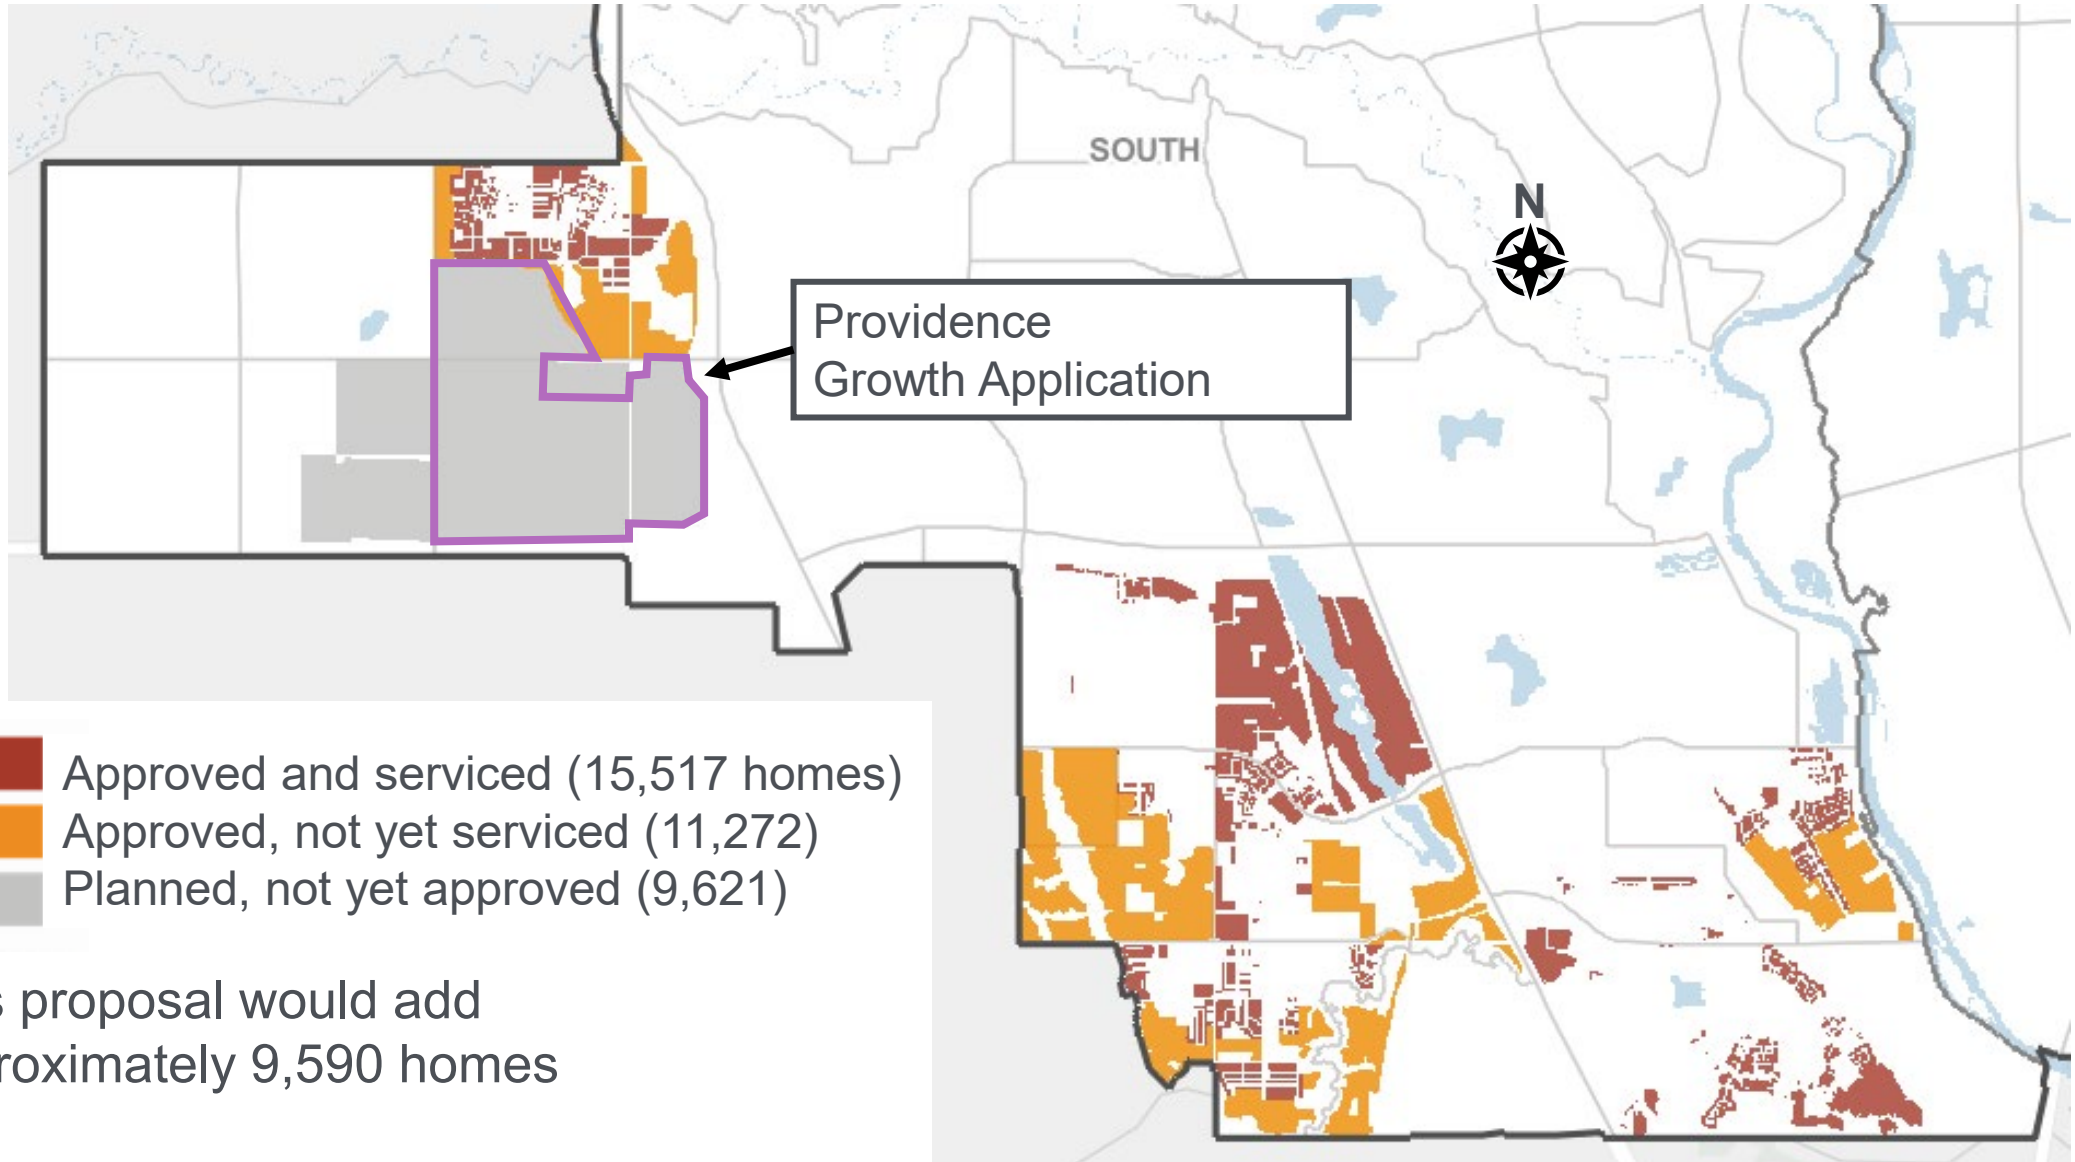 SOUTH
N
Providence
Growth Application
Approved and serviced (15,517 homes)
Approved, not yet serviced (11,272)
Planned, not yet approved (9,621)
proposal would add
9,590 homes